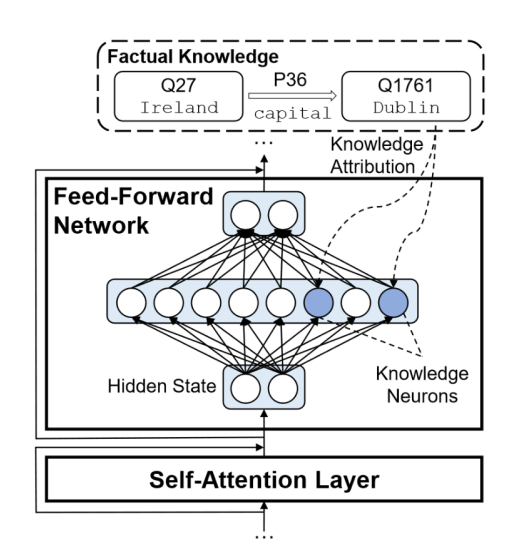 Factual Knowledge
Q27
Ireland
P36
capital
Q1761
Dublin
...
Knowledge
Attribution
Feed-Forward
Network
Hidden State
Knowledge
Neurons
Self-Attention Layer
...